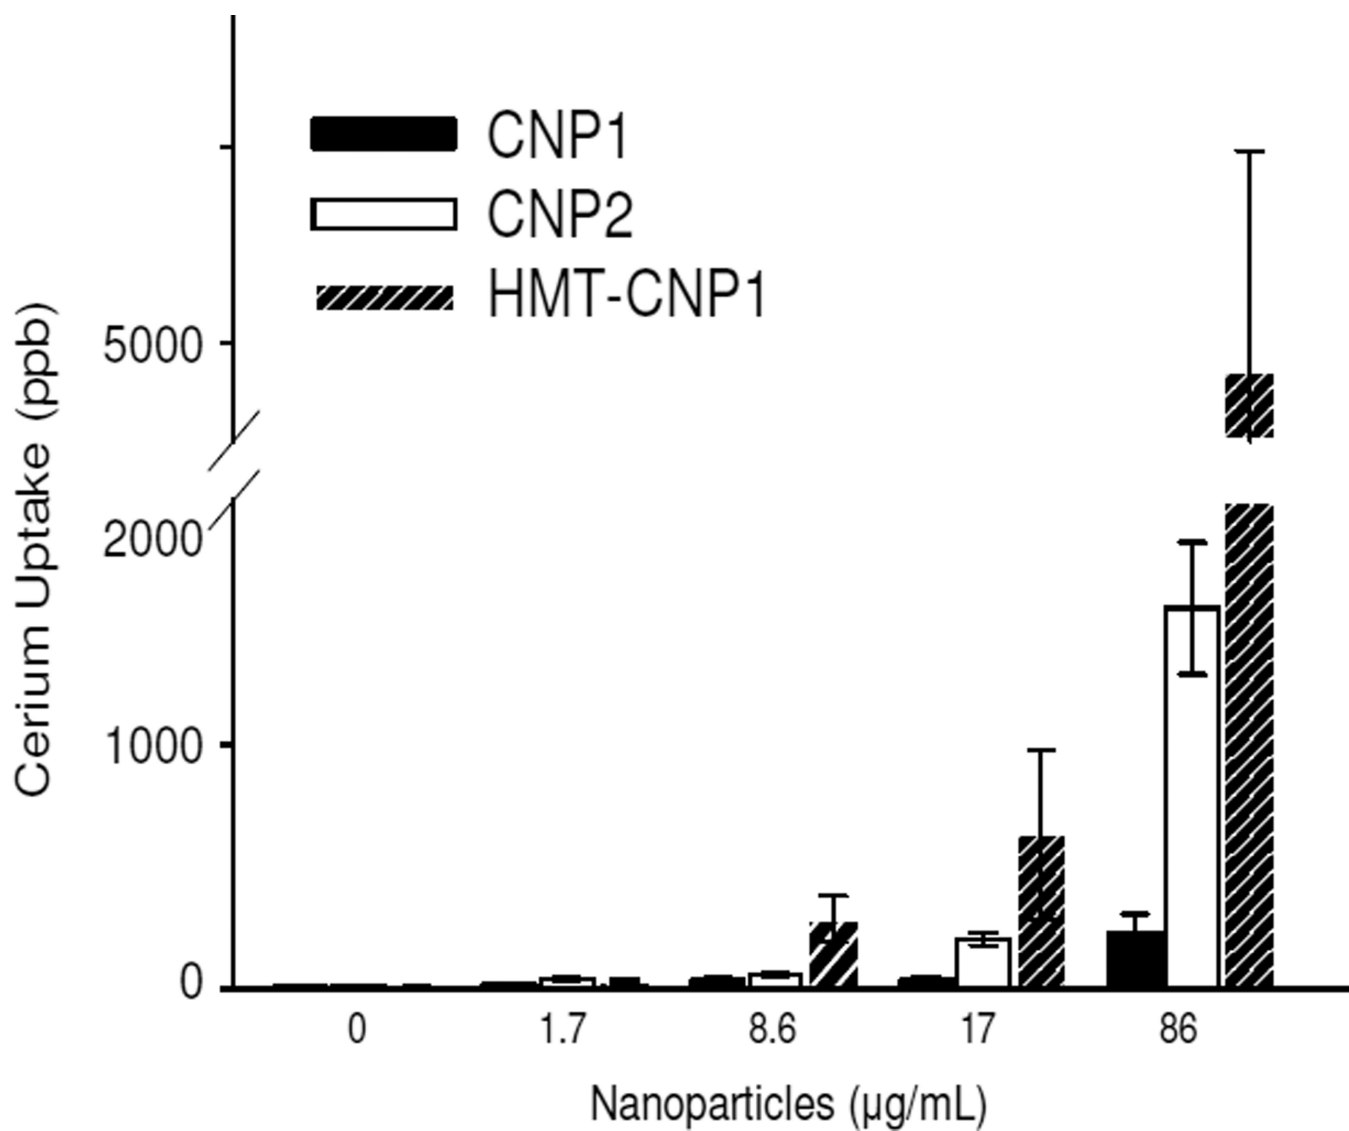 CNP1
CNP2
HMT-CNP1
Cerium Uptake (ppb)
5000
2000
1000
0
0 1.7 8.6 17 86
Nanoparticles (µg/mL)